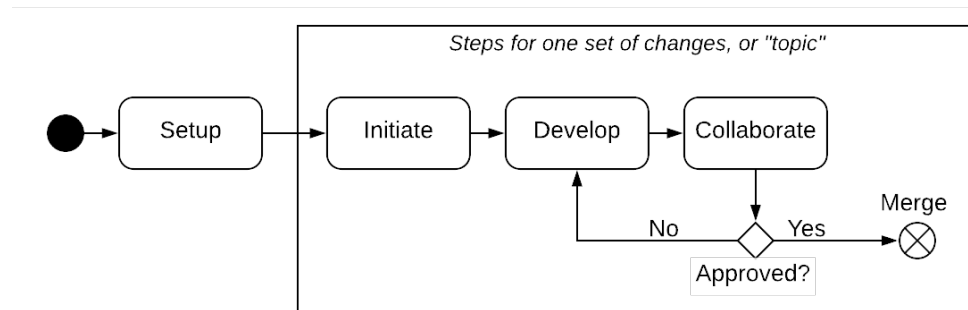 Steps for one set of changes, or "topic"
Setup
Initiate
Develop
Collaborate
Merge
No
Yes
Approved?